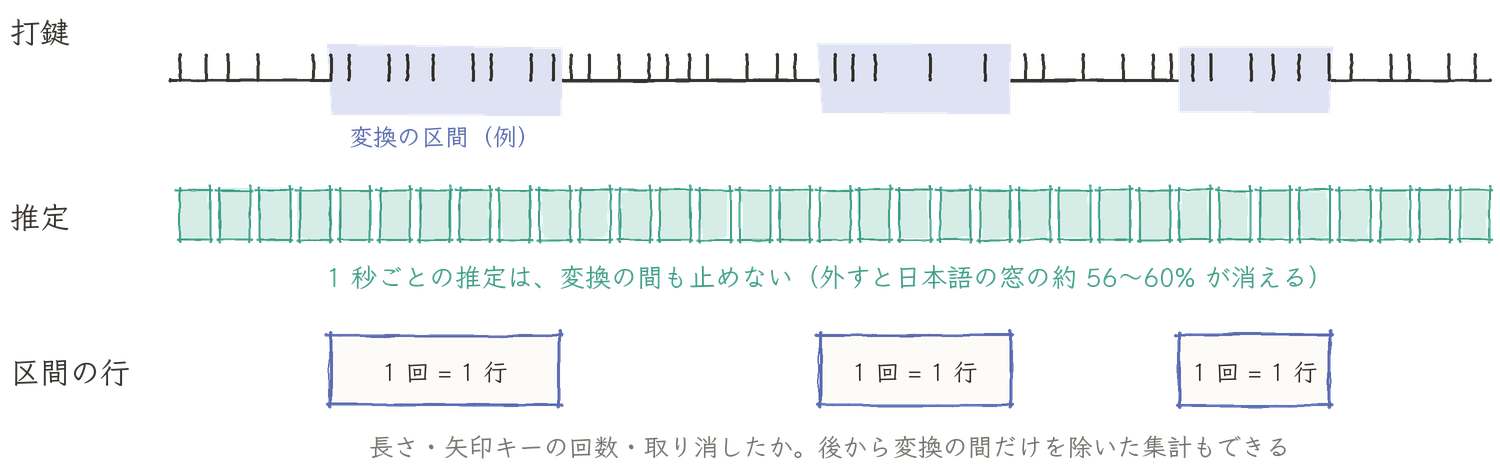 打鍵
変換の区間（例）
推定
1 秒ごとの推定は、変換の間も止めない（外すと日本語の窓の約 56〜60% が消える）
区間の行
1 回 = 1 行
1 回 = 1 行
1 回 = 1 行
長さ・矢印キーの回数・取り消したか。後から変換の間だけを除いた集計もできる